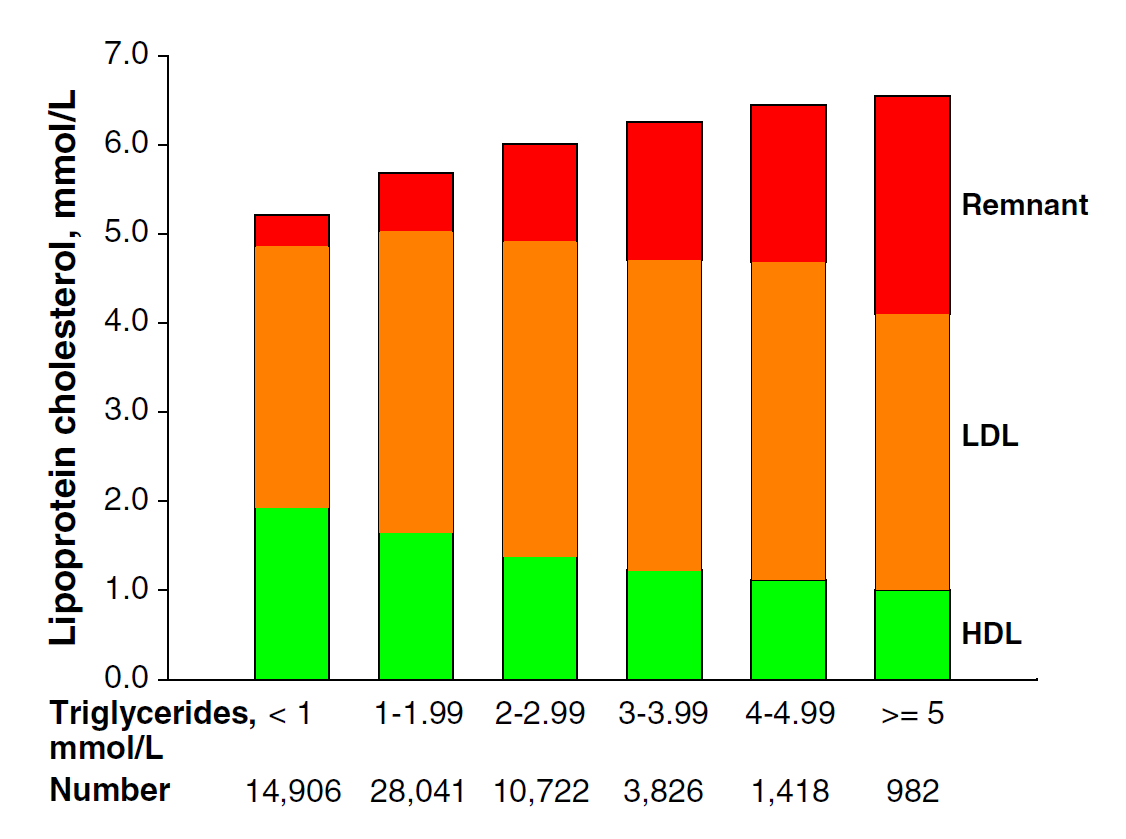 Lipoprotein cholesterol, mmol/L
7.0
6.0
5.0
4.0
3.0
2.0
1.0
0.0
Remnant
LDL
HDL
Triglycerides, < 1 1-1.99 2-2.99 3-3.99 4-4.99 >= 5
mmol/L
Number 14,906 28,041 10,722 3,826 1,418 982